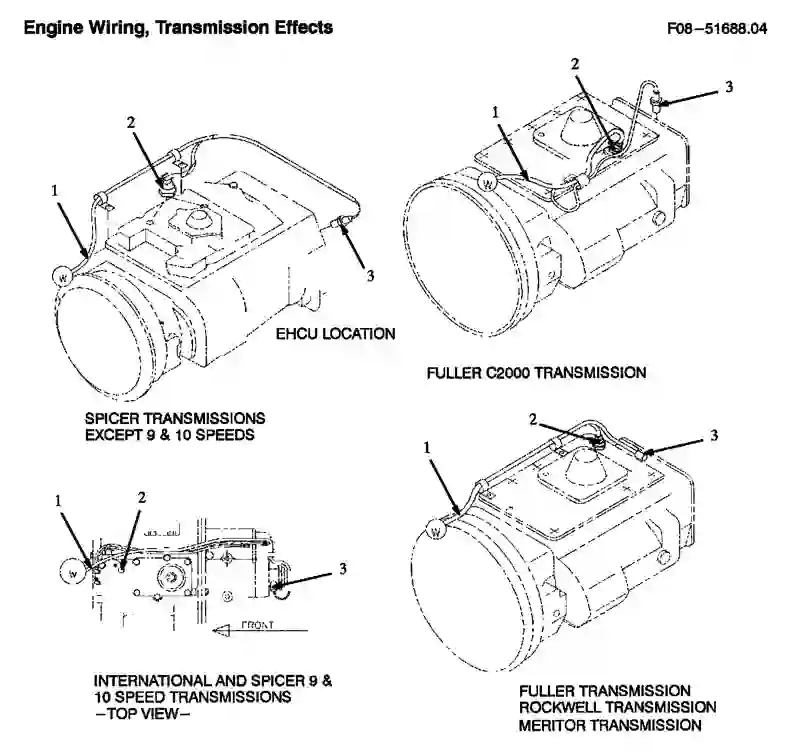 Engine Wiring, Transmission Effects
F08-51688.04
2
1
W
3
EHCU LOCATION
SPICER TRANSMISSIONS
EXCEPT 9 & 10 SPEEDS
2
3
1
W
FULLER C2000 TRANSMISSION
1
2
W
3
FRONT
INTERNATIONAL AND SPICER 9 &
10 SPEED TRANSMISSIONS
-TOP VIEW-
2
3
1
W
FULLER TRANSMISSION
ROCKWELL TRANSMISSION
MERITOR TRANSMISSION